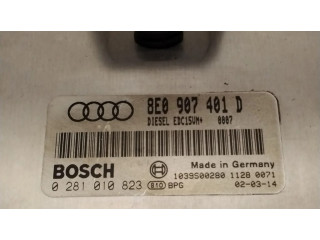 8E0 907 401 D
DIESEL EDC15VM+ 0007
BOSCH
Made in Germany
1039S00280 1128 0071
0 281 010 823 810 BPG 02-03-14